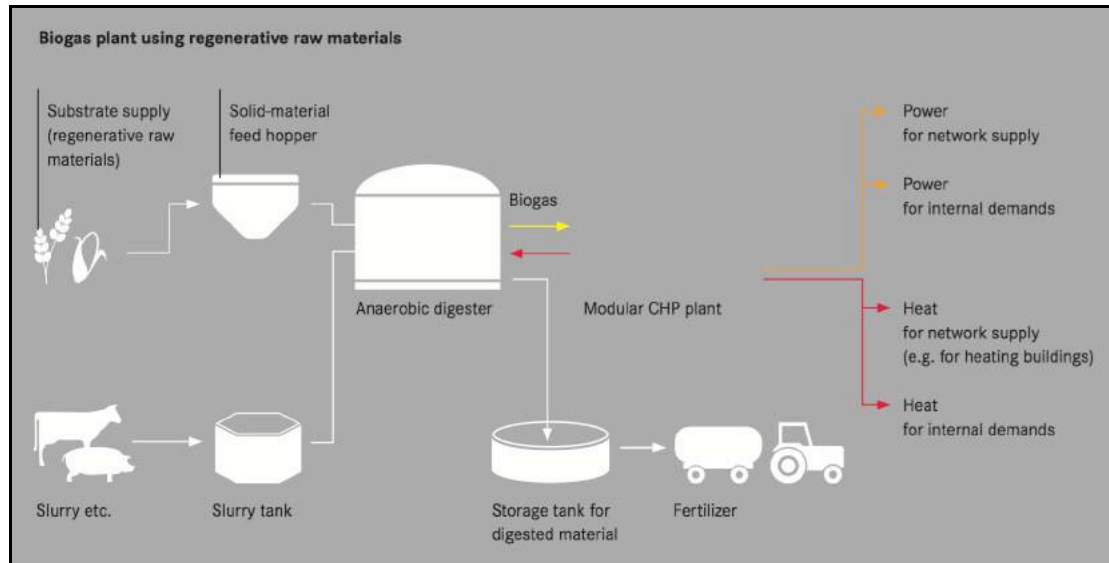 Biogas plant using regenerative raw materials
Substrate supply
(regenerative raw
materials)
Solid-material
feed hopper
Biogas
Anaerobic digester
Modular CHP plant
Power
for network supply
Power
for internal demands
Heat
for network supply
(e.g. for heating buildings)
Heat
for internal demands
Slurry etc.
Slurry tank
Storage tank for
digested material
Fertilizer